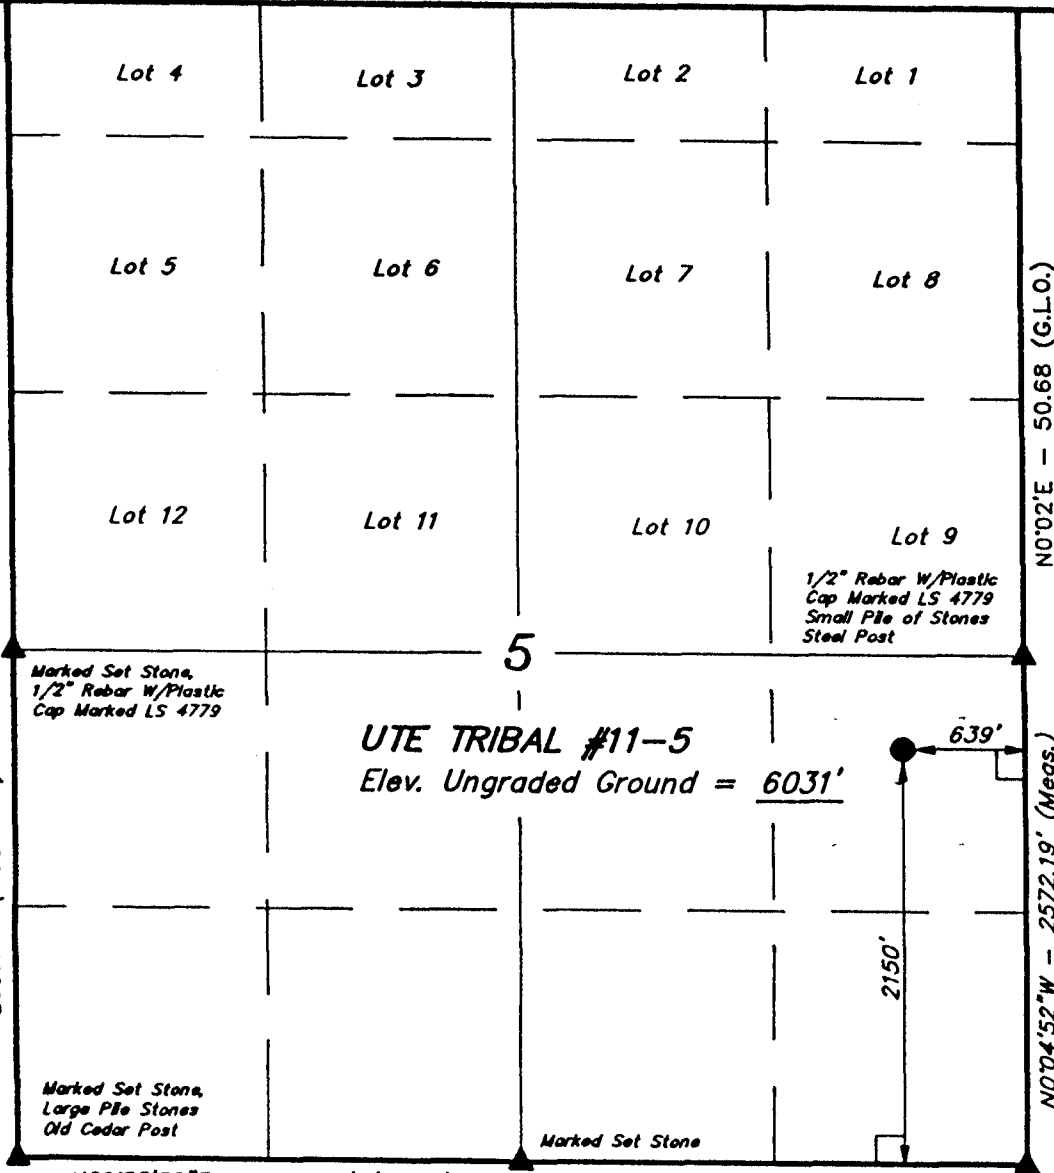 Lot 4
Lot 3
Lot 2
Lot 1
Lot 5
Lot 6
Lot 7
Lot 8
N0°02'E – 50.68 (G.L.O.)
Lot 12
Lot 11
Lot 10
Lot 9
1/2" Rebar W/Plastic
Cap Marked LS 4779
Small Pile of Stones
Steel Post
5
Marked Set Stone,
1/2" Rebar W/Plastic
Cap Marked LS 4779
UTE TRIBAL #11–5
Elev. Ungraded Ground = 6031'
639'
2150'
N0°04'52"W – 2572.19' (Meas.)
Marked Set Stone,
Large Pile Stones
Old Cedar Post
Marked Set Stone